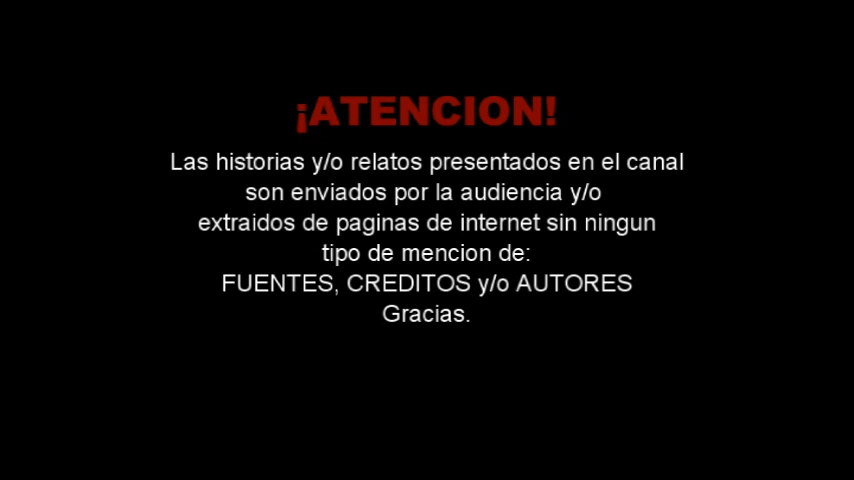 ¡ATENCION!
Las historias y/o relatos presentados en el canal
son enviados por la audiencia y/o
extraidos de paginas de internet sin ningun
tipo de mencion de:
FUENTES, CREDITOS y/o AUTORES
Gracias.